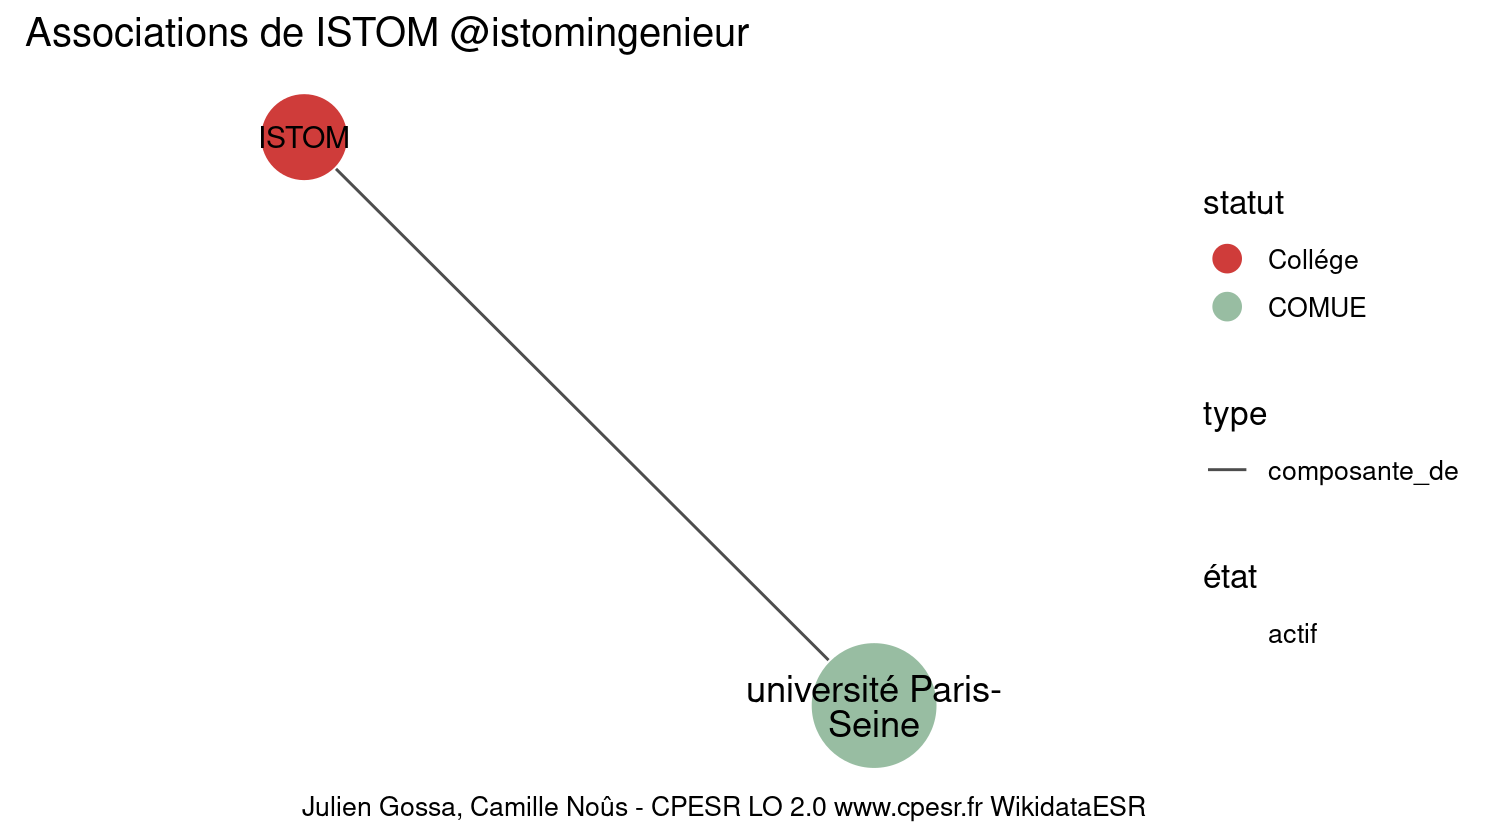 Associations de ISTOM @istomingenieur
ISTOM
statut
Collége
COMUE
type
composante_de
état
actif
université Paris-
Seine
Julien Gossa, Camille Noûs - CPESR LO 2.0 www.cpesr.fr WikidataESR